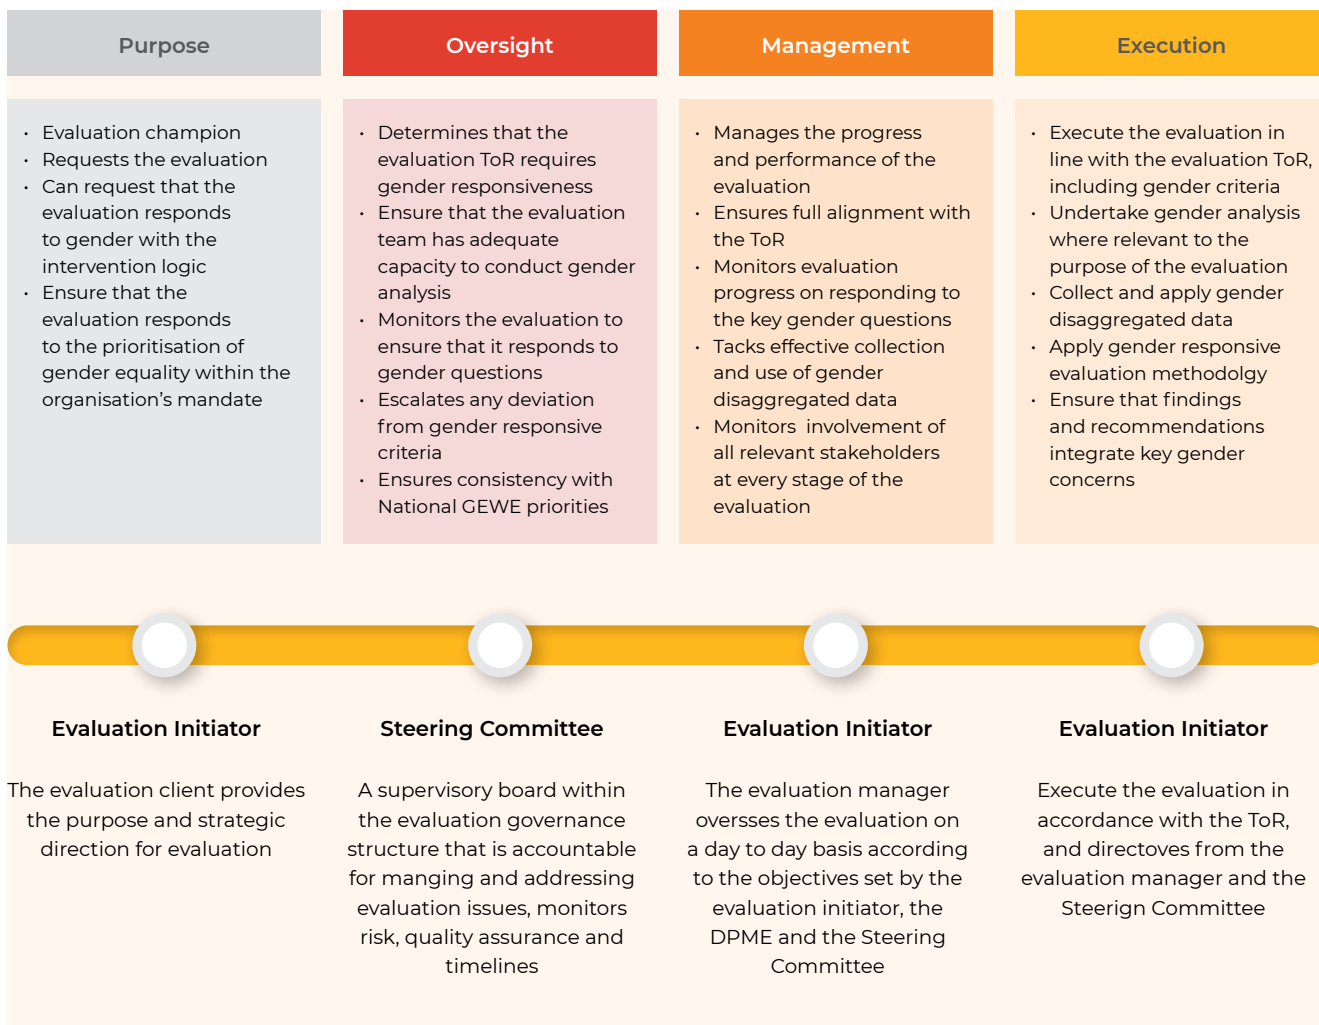 Purpose
• Evaluation champion
• Requests the evaluation
• Can request that the
evaluation responds
to gender with the
intervention logic
• Ensure that the
evaluation responds
to the prioritisation of
gender equality within the
organisation’s mandate
Oversight
• Determines that the
evaluation ToR requires
gender responsiveness
• Ensure that the evaluation
team has adequate
capacity to conduct gender
analysis
• Monitors the evaluation to
ensure that it responds to
gender questions
• Escalates any deviation
from gender responsive
criteria
• Ensures consistency with
National GEWE priorities
Management
• Manages the progress
and performance of the
evaluation
• Ensures full alignment with
the ToR
• Monitors evaluation
progress on responding to
the key gender questions
• Tacks effective collection
and use of gender
disaggregated data
• Monitors  involvement of
all relevant stakeholders
at every stage of the
evaluation
Execution
• Execute the evaluation in
line with the evaluation ToR,
including gender criteria
• Undertake gender analysis
where relevant to the
purpose of the evaluation
• Collect and apply gender
disaggregated data
• Apply gender responsive
evaluation methodolgy
• Ensure that findings
and recommendations
integrate key gender
concerns
Evaluation Initiator
The evaluation client provides
the purpose and strategic
direction for evaluation
Steering Committee
A supervisory board within
the evaluation governance
structure that is accountable
for manging and addressing
evaluation issues, monitors
risk, quality assurance and
timelines
Evaluation Initiator
The evaluation manager
oversses the evaluation on
a day to day basis according
to the objectives set by the
evaluation initiator, the
DPME and the Steering
Committee
Evaluation Initiator
Execute the evaluation in
accordance with the ToR,
and directoves from the
evaluation manager and the
Steerign Committee